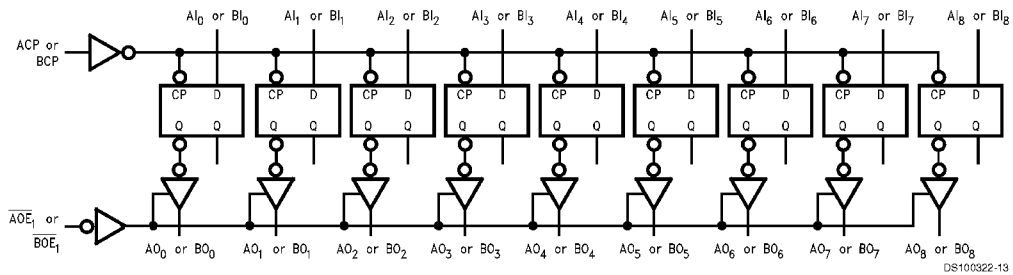 AI₀ or BI₀ AI₁ or BI₁ AI₂ or BI₂ AI₃ or BI₃ AI₄ or BI₄ AI₅ or BI₅ AI₆ or BI₆ AI₇ or BI₇ AI₈ or BI₈
ACP or
BCP
CP D CP D CP D CP D CP D CP D CP D CP D CP D
Q Q Q Q Q Q Q Q Q Q Q Q Q Q Q Q Q Q
A̅O̅E̅₁ or
B̅O̅E̅₁
AO₀ or BO₀ AO₁ or BO₁ AO₂ or BO₂ AO₃ or BO₃ AO₄ or BO₄ AO₅ or BO₅ AO₆ or BO₆ AO₇ or BO₇ AO₈ or BO₈
DS100322-13